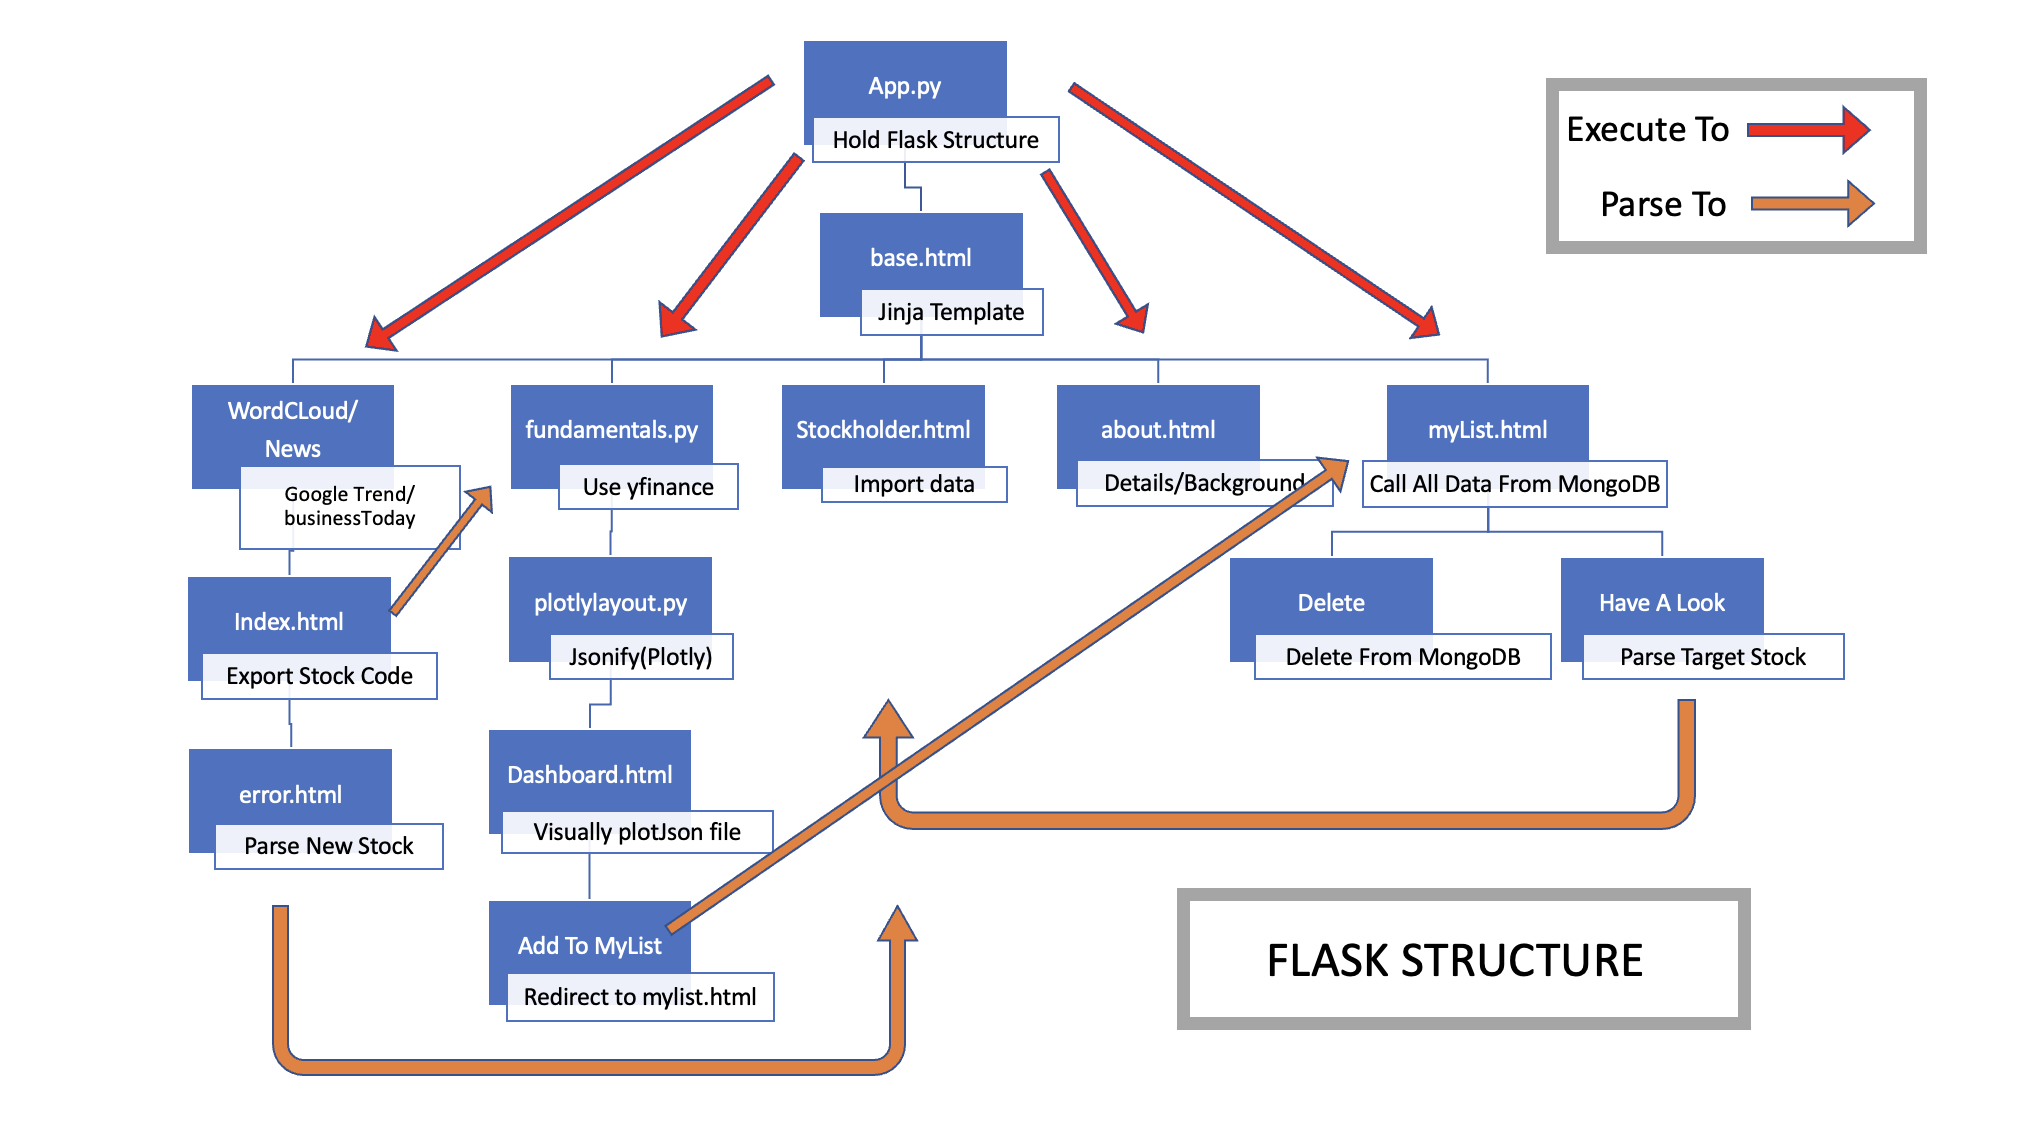 App.py
Hold Flask Structure
Execute To
Parse To
base.html
Jinja Template
WordCLoud/
News
Google Trend/
businessToday
fundamentals.py
Use yfinance
Stockholder.html
Import data
about.html
Details/Background
myList.html
Call All Data From MongoDB
Index.html
Export Stock Code
plotlylayout.py
Jsonify(Plotly)
Delete
Delete From MongoDB
Have A Look
Parse Target Stock
error.html
Parse New Stock
Dashboard.html
Visually plotJson file
Add To MyList
Redirect to mylist.html
FLASK STRUCTURE